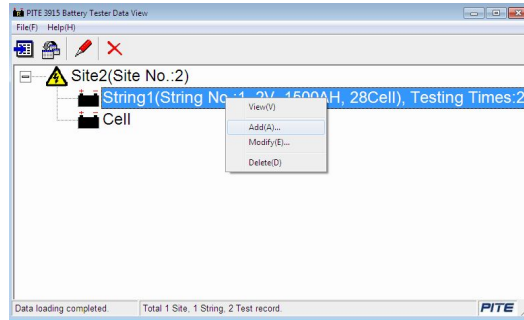 PITE 3915 Battery Tester Data View
File(F) Help(H)
Site2(Site No.:2)
String1(String No.:1, 2V, 1500AH, 28Cell), Testing Times:2
Cell
View(V)
Add(A)...
Modify(E)...
Delete(D)
Data loading completed. Total 1 Site, 1 String, 2 Test record. PITE